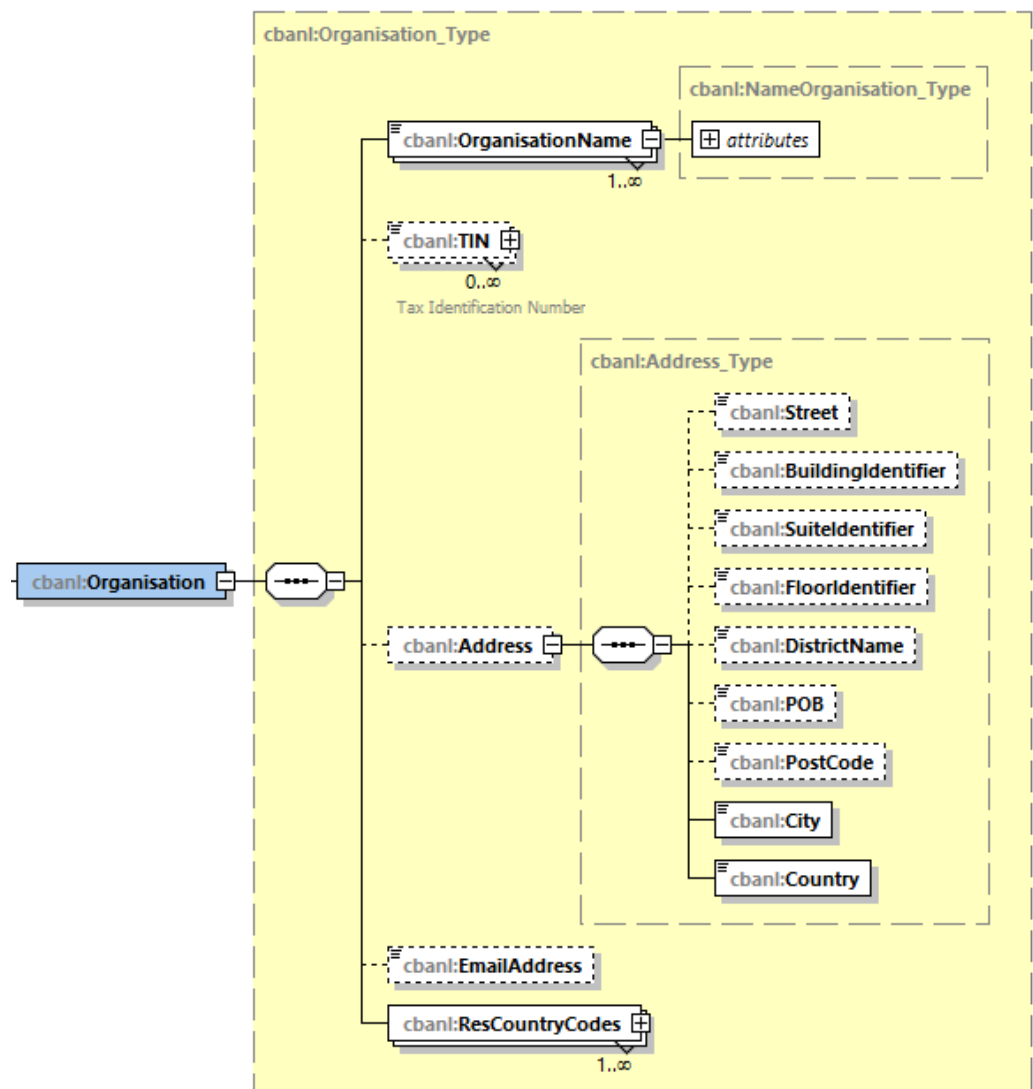 cbanl:Organisation_Type
cbanl:NameOrganisation_Type
cbanl:OrganisationName
attributes
1..∞
cbanl:TIN
0..∞
Tax Identification Number
cbanl:Address_Type
cbanl:Street
cbanl:BuildingIdentifier
cbanl:SuiteIdentifier
cbanl:Organisation
cbanl:FloorIdentifier
cbanl:Address
cbanl:DistrictName
cbanl:POB
cbanl:PostCode
cbanl:City
cbanl:Country
cbanl:EmailAddress
cbanl:ResCountryCodes
1..∞